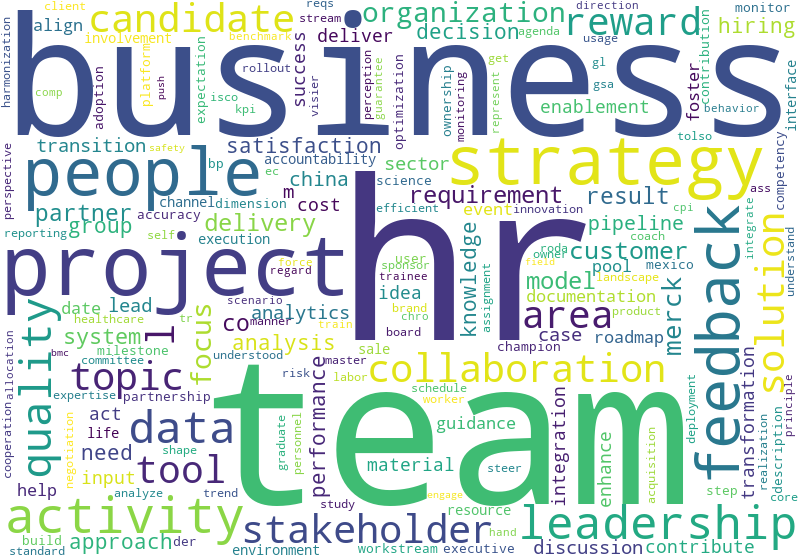 client
reqs
stream
direction
monitor
candidate
organization
reward
hiring
align
involvement
benchmark
deliver
decision
agenda
usage
harmonization
business
platform
push
rollout
success
perception
guarantee
optimization
ownership
monitoring
get
represent
gl
gsa
foster
contribution
behavior
interface
comp
adoption
isco
kpi
visier
expectation
enablement
tolso
transition
safety
satisfaction
strategy
competency
perspective
people
bp
accountability
sector
ec
science
china
m
requirement
result
ass
partner
channel
dimension
cost
efficient
event
innovation
cpi
group
accuracy
delivery
pipeline
integrate
understand
reporting
self
execution
user
coach
project
hr
knowledge
roda
owner
customer
feedback
solution
force
regard
sponsor
trainee
field
model
pool
mexico
landscape
assignment
scenario
analytics
idea
documentation
product
date
lead
brand
chro
area
merck
healthcare
tr
co
manner
train
board
quality
l
system
focus
analysis
sale
champion
case
roadmap
milestone
bmc
committee
understood
master
collaboration
transformation
principle
topic
risk
labor
allocation
expertise
partnership
performance
schedule
worker
deployment
cooperation
act
data
team
graduate
personnel
guidance
life
need
shape
material
steer
integration
enhance
acquisition
step
description
realization
tool
negotiation
input
help
analyze
trend
study
engage
resource
core
activity
stakeholder
hand
leadership
build
approach
der
standard
environment
workstream
executive
discussion
contribute